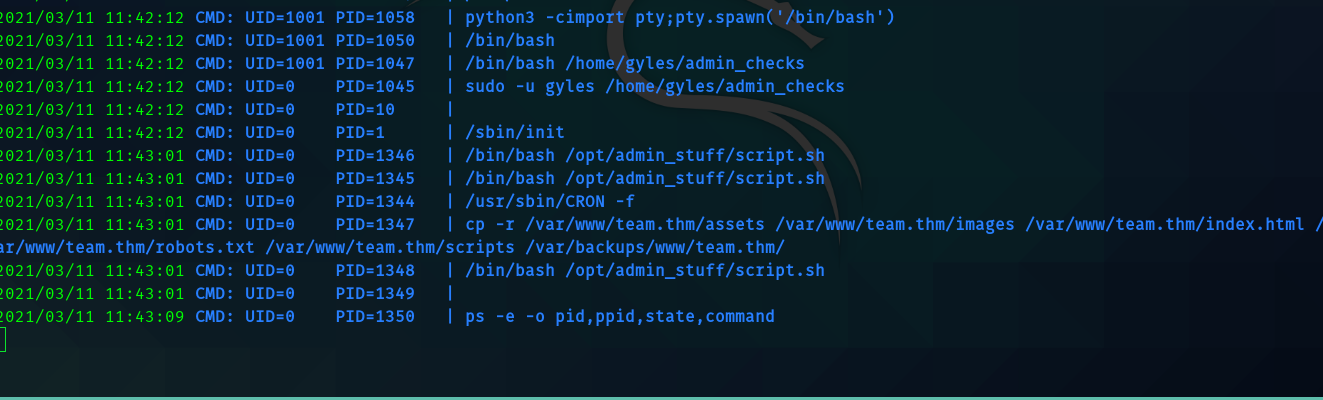 2021/03/11 11:42:12 CMD: UID=1001 PID=1058   | python3 -cimport pty;pty.spawn('/bin/bash')
2021/03/11 11:42:12 CMD: UID=1001 PID=1050   | /bin/bash
2021/03/11 11:42:12 CMD: UID=1001 PID=1047   | /bin/bash /home/gyles/admin_checks
2021/03/11 11:42:12 CMD: UID=0    PID=1045   | sudo -u gyles /home/gyles/admin_checks
2021/03/11 11:42:12 CMD: UID=0    PID=10     |
2021/03/11 11:42:12 CMD: UID=0    PID=1      | /sbin/init
2021/03/11 11:43:01 CMD: UID=0    PID=1346   | /bin/bash /opt/admin_stuff/script.sh
2021/03/11 11:43:01 CMD: UID=0    PID=1345   | /bin/bash /opt/admin_stuff/script.sh
2021/03/11 11:43:01 CMD: UID=0    PID=1344   | /usr/sbin/CRON -f
2021/03/11 11:43:01 CMD: UID=0    PID=1347   | cp -r /var/www/team.thm/assets /var/www/team.thm/images /var/www/team.thm/index.html /
ar/www/team.thm/robots.txt /var/www/team.thm/scripts /var/backups/www/team.thm/
2021/03/11 11:43:01 CMD: UID=0    PID=1348   | /bin/bash /opt/admin_stuff/script.sh
2021/03/11 11:43:01 CMD: UID=0    PID=1349   |
2021/03/11 11:43:09 CMD: UID=0    PID=1350   | ps -e -o pid,ppid,state,command